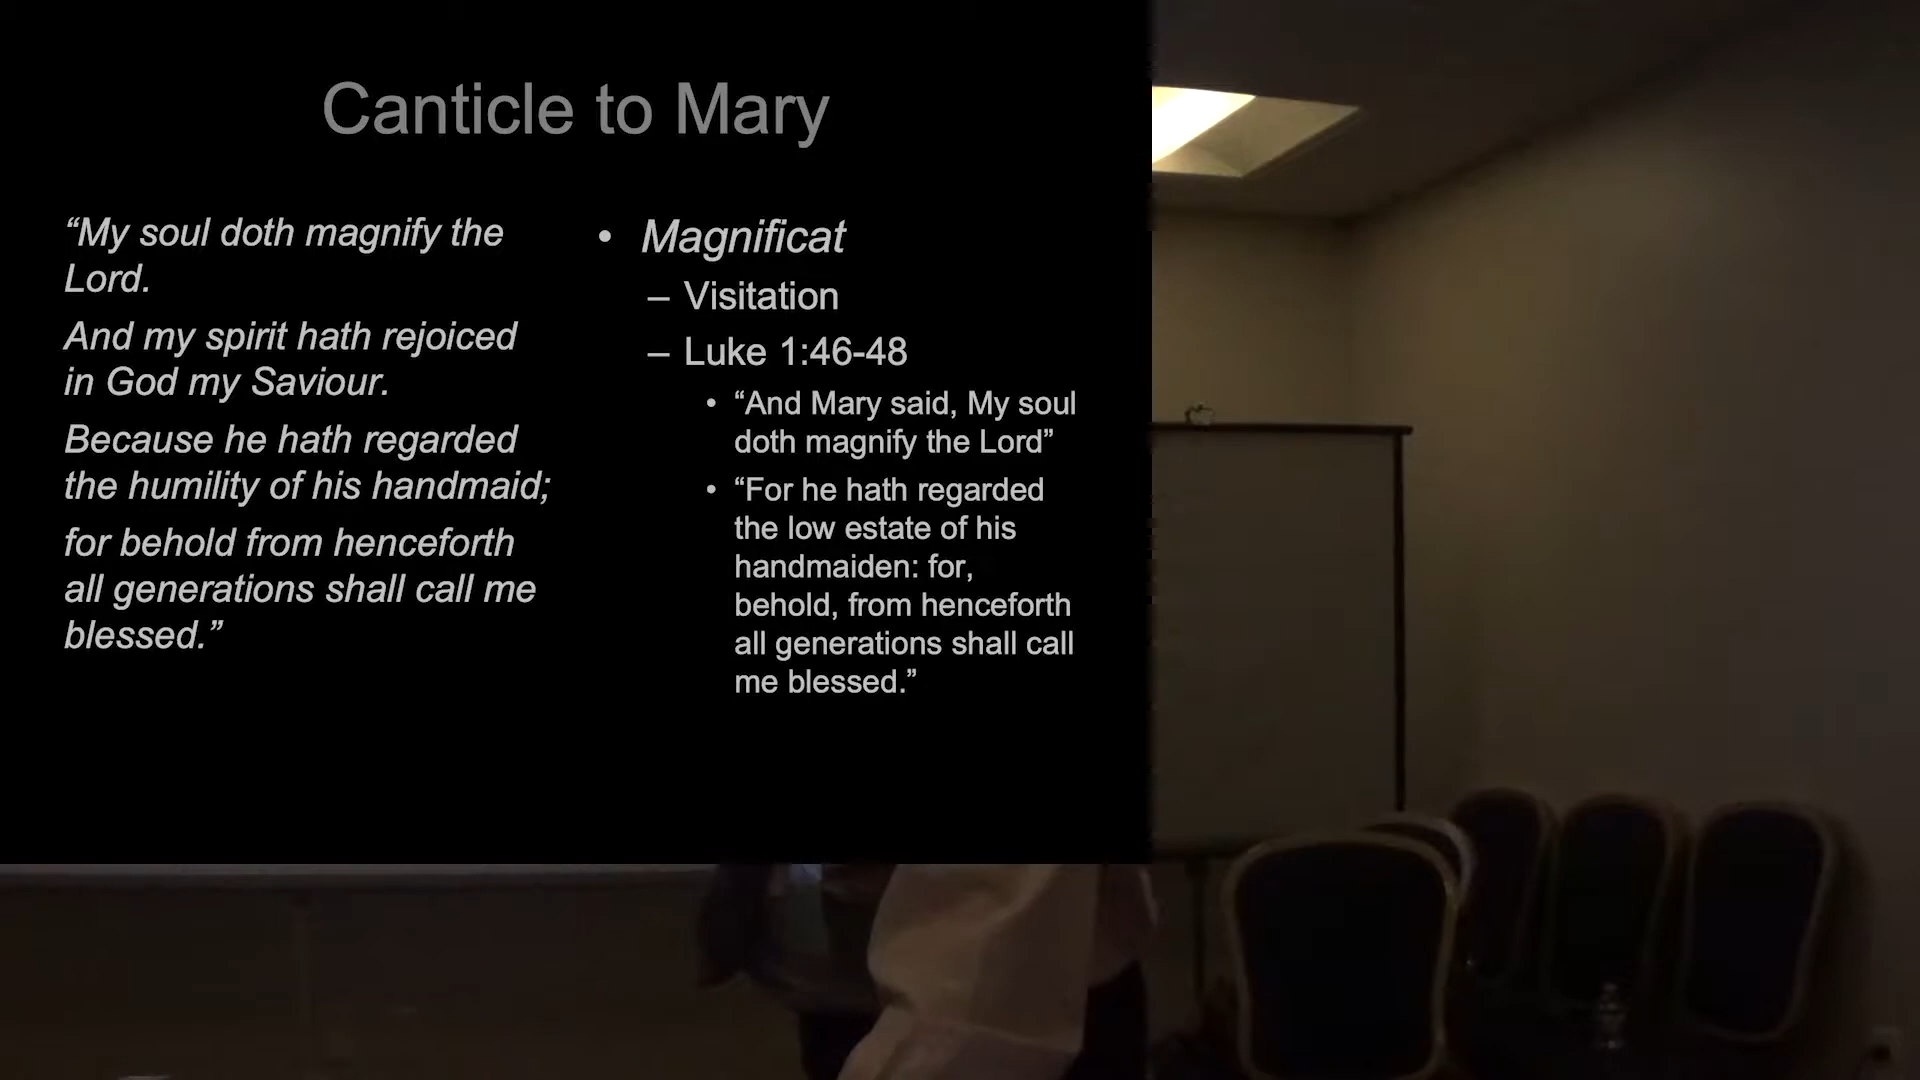 Canticle to Mary
“My soul doth magnify the
Lord.
And my spirit hath rejoiced
in God my Saviour.
Because he hath regarded
the humility of his handmaid;
for behold from henceforth
all generations shall call me
blessed.”
• Magnificat
– Visitation
– Luke 1:46-48
• “And Mary said, My soul
doth magnify the Lord”
• “For he hath regarded
the low estate of his
handmaiden: for,
behold, from henceforth
all generations shall call
me blessed.”